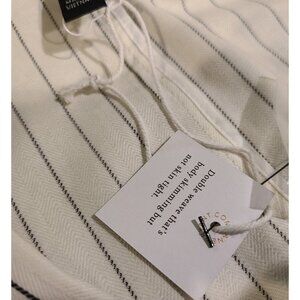 Double weave that's
body skimming but
not skin tight.